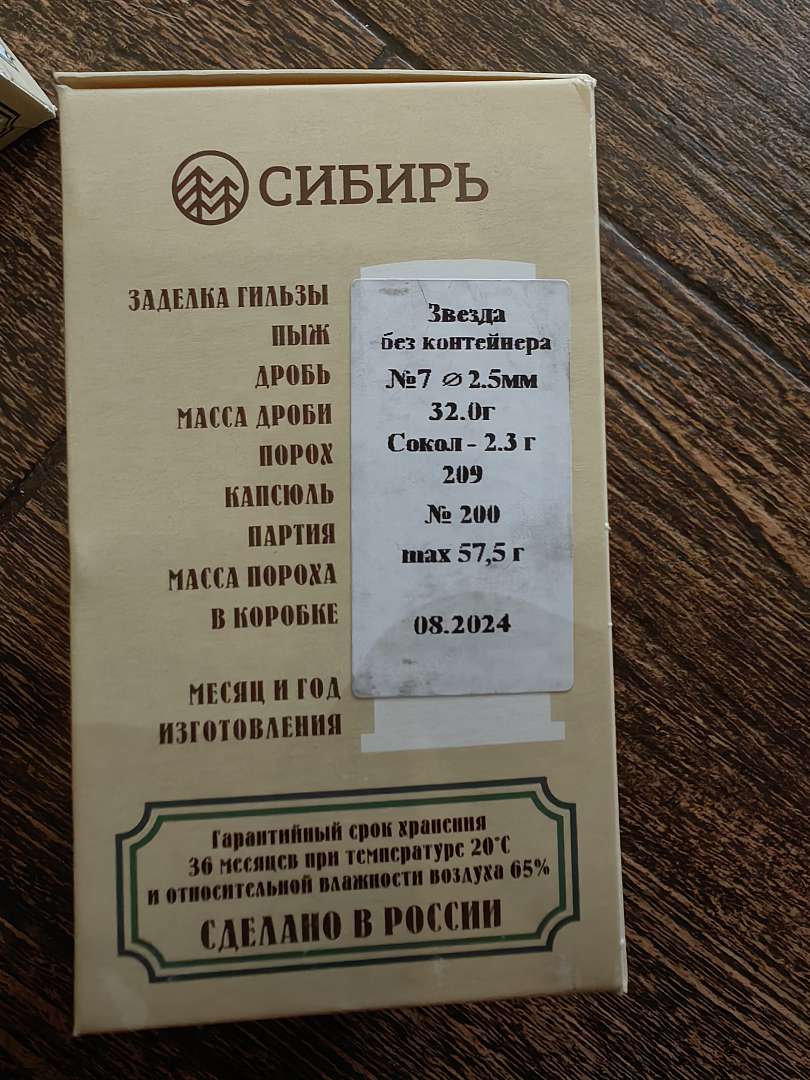 СИБИРЬ
ЗАДЕЛКА ГИЛЬЗЫ
ПЫЖ
ДРОБЬ
МАССА ДРОБИ
ПОРОХ
КАПСЮЛЬ
ПАРТИЯ
МАССА ПОРОХА
В КОРОБКЕ
МЕСЯЦ И ГОД
ИЗГОТОВЛЕНИЯ
Звезда
без контейнера
№7 ⌀ 2.5мм
32.0г
Сокол - 2.3 г
209
№ 200
max 57,5 г
08.2024
Гарантийный срок хранения
36 месяцев при температуре 20°С
и относительной влажности воздуха 65%
СДЕЛАНО В РОССИИ